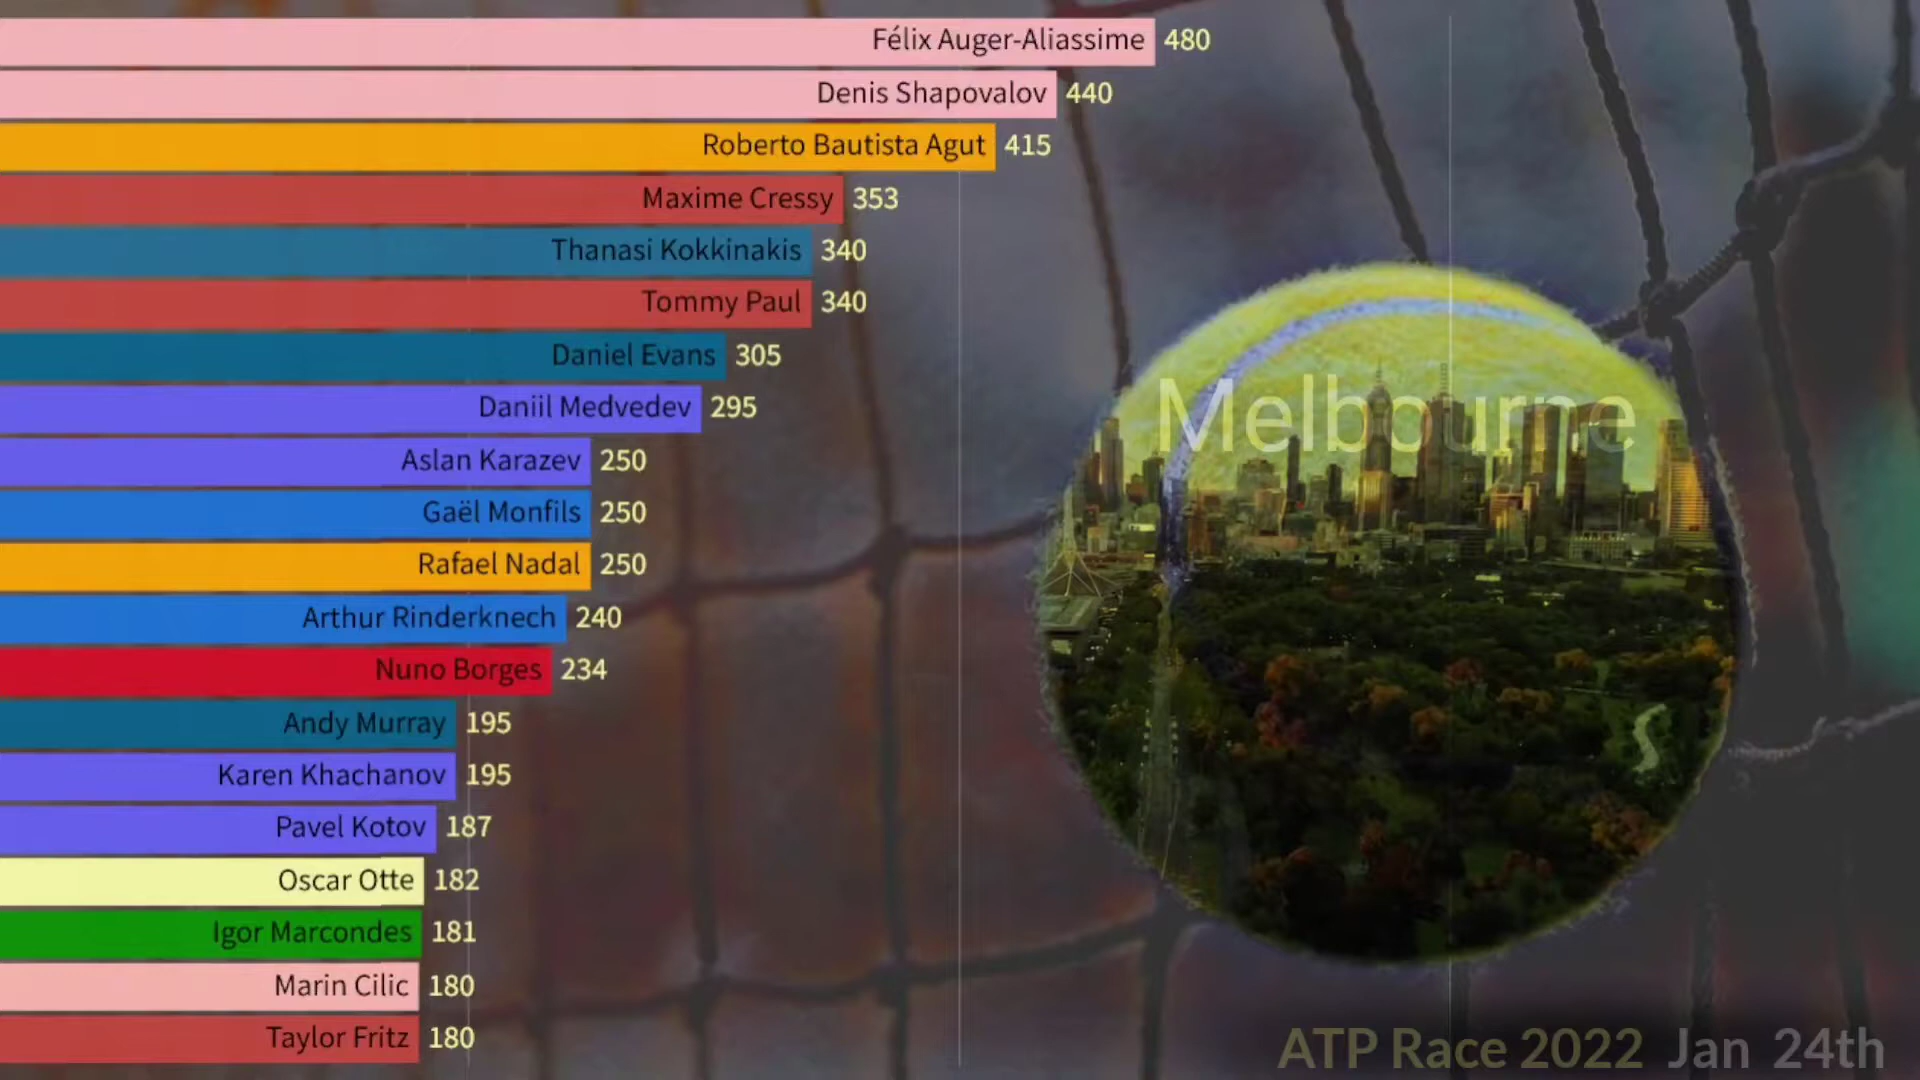 Félix Auger-Aliassime 480
Denis Shapovalov 440
Roberto Bautista Agut 415
Maxime Cressy 353
Thanasi Kokkinakis 340
Tommy Paul 340
Daniel Evans 305
Daniil Medvedev 295
Aslan Karazev 250
Gaël Monfils 250
Rafael Nadal 250
Arthur Rinderknech 240
Nuno Borges 234
Andy Murray 195
Karen Khachanov 195
Pavel Kotov 187
Oscar Otte 182
Igor Marcondes 181
Marin Cilic 180
Taylor Fritz 180
Melbourne
ATP Race 2022 Jan 24th